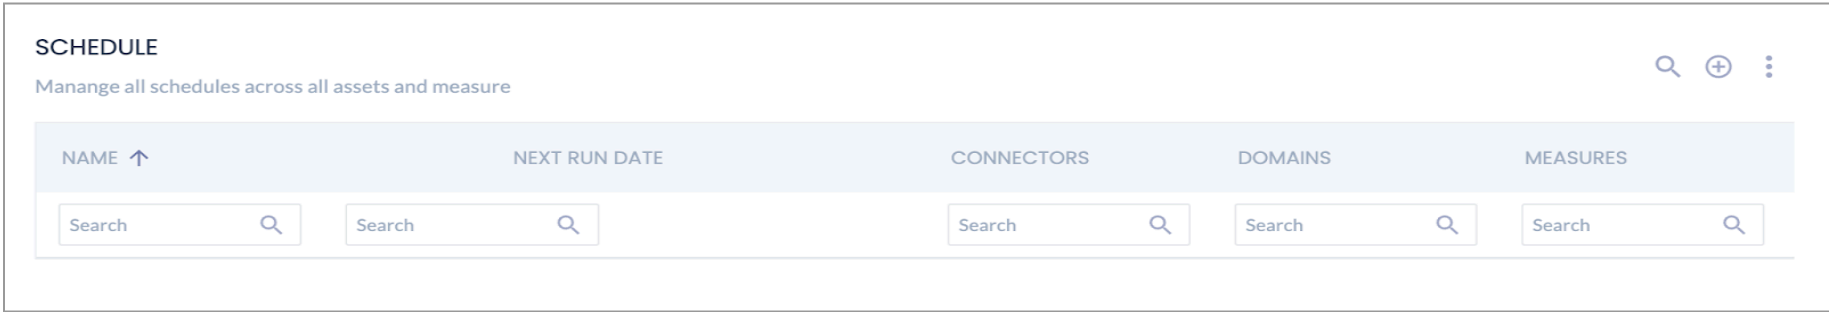 SCHEDULE
Manange all schedules across all assets and measure
NAME NEXT RUN DATE CONNECTORS DOMAINS MEASURES
Search Search Search Search Search